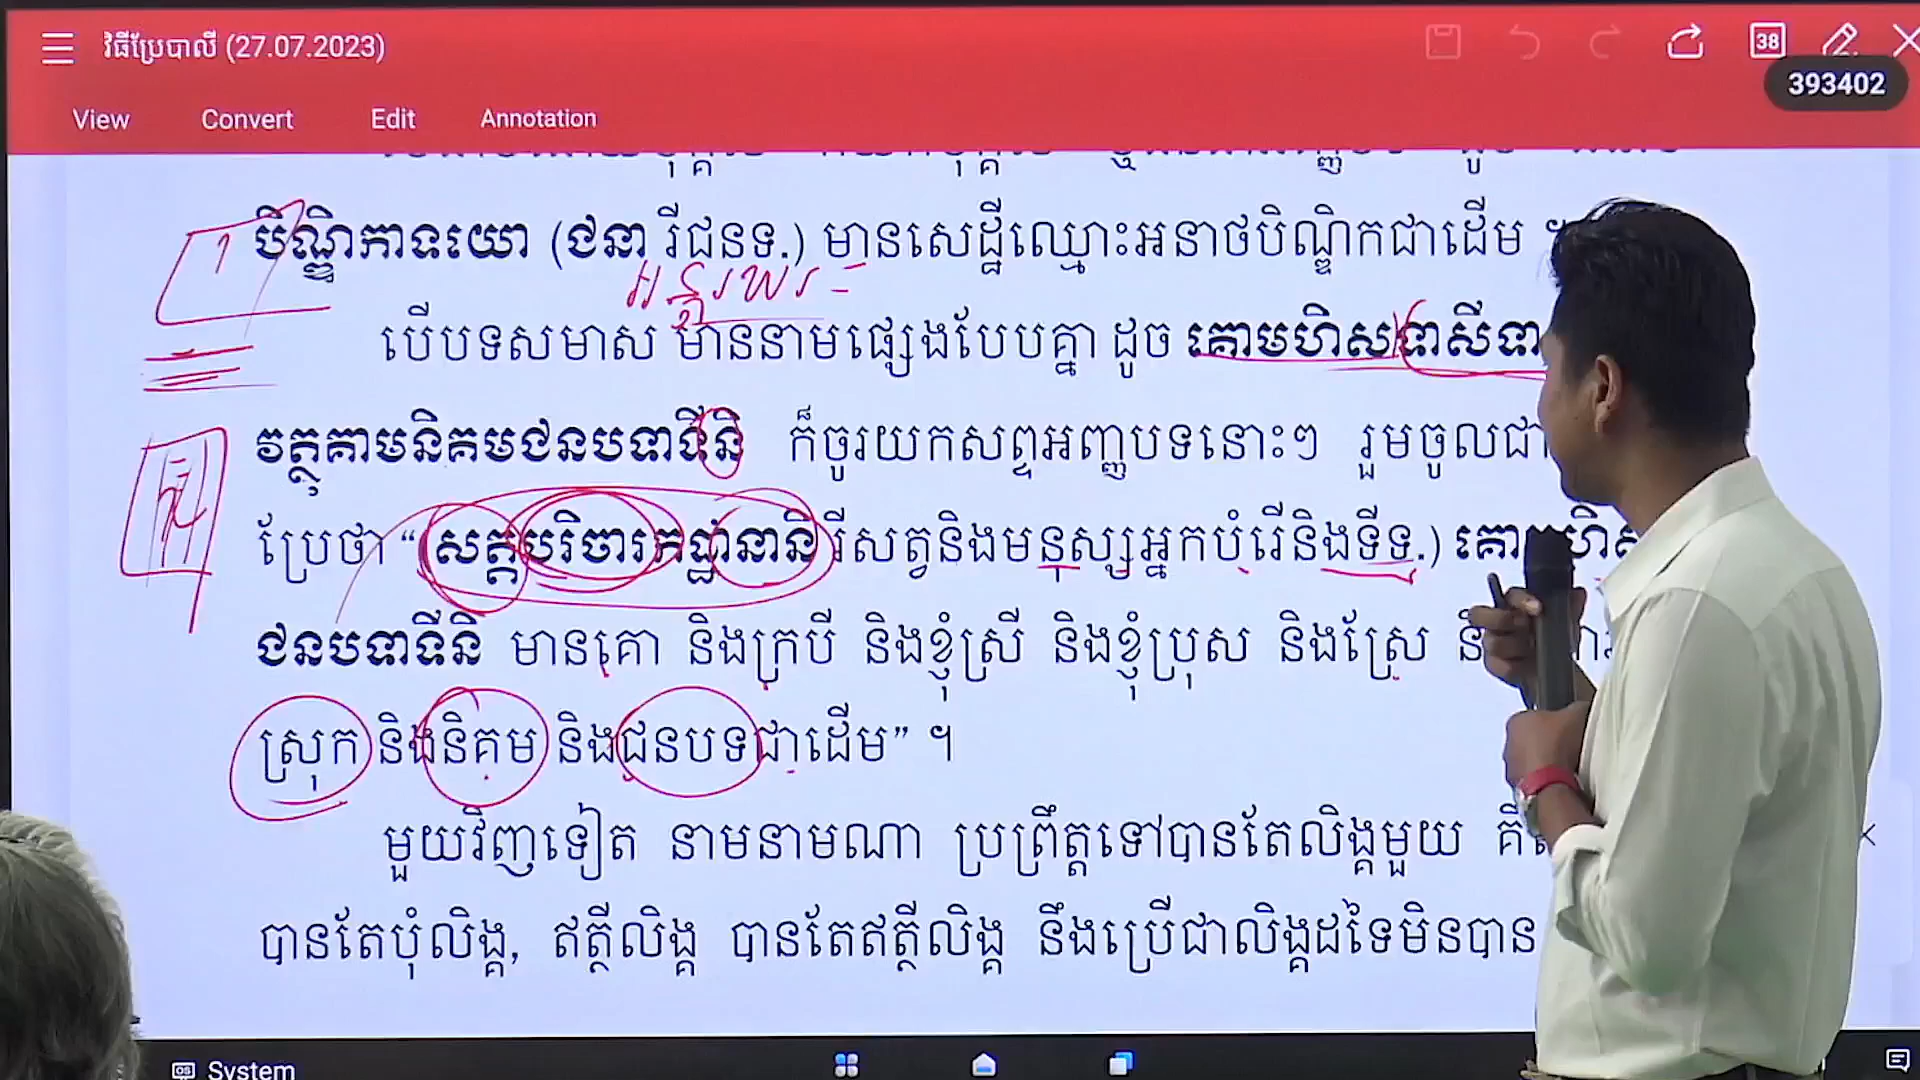 វិធីប្រែបាលី (27.07.2023)
38
393402
View Convert Edit Annotation
បិណ្ឌិកាទយោ (ជនា រីជនទ.) មានសេដ្ឋីឈ្មោះអនាថបិណ្ឌិកជាដើម ។
បើបទសមាស មាននាមផ្សេងបែបគ្នា ដូច គោមហិសទាសីទា
វត្ថុគាមនិគមជនបទាទីនិ ក៏ចូរយកសព្ទអញ្ញបទនោះៗ រួមចូលជា
ប្រែថា “(សត្តបរិចារកដ្ឋានានិ រីសត្វនិងមនុស្សអ្នកបំរើនិងទីទ.) គោមហិស
ជនបទាទីនិ មានគោ និងក្របី និងខ្ញុំស្រី និងខ្ញុំប្រុស និងស្រែ
ស្រុក និងនិគម និងជនបទជាដើម” ។
មួយវិញទៀត នាមនាមណា ប្រព្រឹត្តទៅបានតែលិង្គមួយ គឺ
បានតែបុំលិង្គ, ឥត្ថីលិង្គ បានតែឥត្ថីលិង្គ នឹងប្រើជាលិង្គដទៃមិនបាន
System